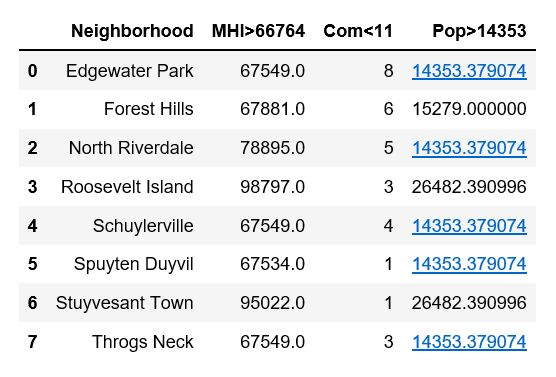 Neighborhood MHI>66764 Com<11 Pop>14353
0 Edgewater Park 67549.0 8 14353.379074
1 Forest Hills 67881.0 6 15279.000000
2 North Riverdale 78895.0 5 14353.379074
3 Roosevelt Island 98797.0 3 26482.390996
4 Schuylerville 67549.0 4 14353.379074
5 Spuyten Duyvil 67534.0 1 14353.379074
6 Stuyvesant Town 95022.0 1 26482.390996
7 Throgs Neck 67549.0 3 14353.379074